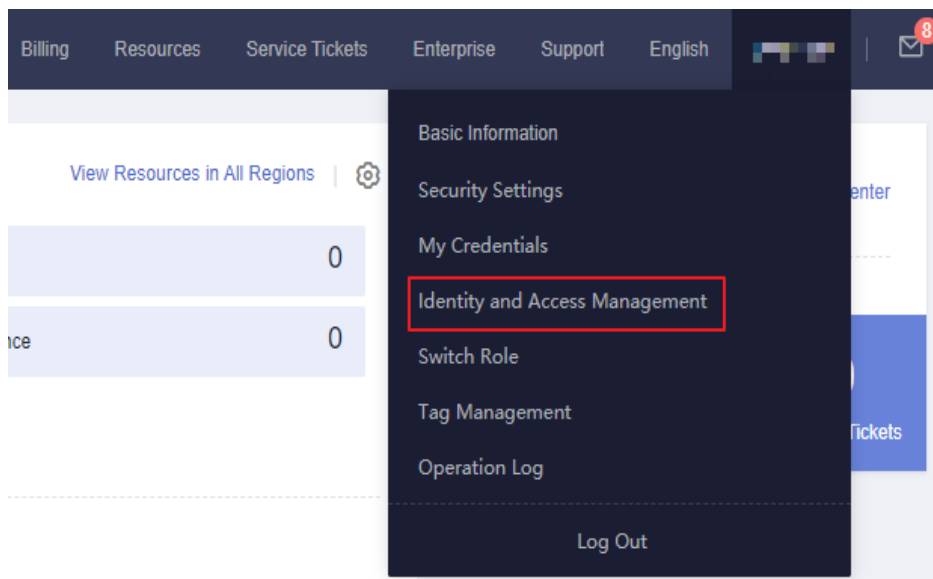 Billing Resources Service Tickets Enterprise Support English
8
Basic Information
View Resources in All Regions
Security Settings
enter
My Credentials
0
Identity and Access Management
nce
0
Switch Role
Tag Management
Tickets
Operation Log
Log Out